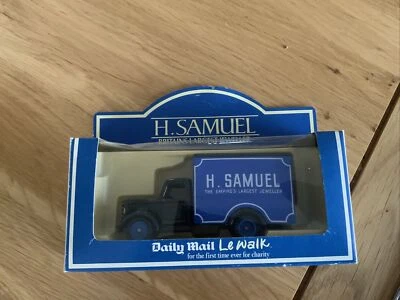 H. SAMUEL
BRITAIN'S LARGEST JEWELLER
H. SAMUEL
THE EMPIRE'S LARGEST JEWELLER
Daily Mail Le Walk
for the first time ever for charity